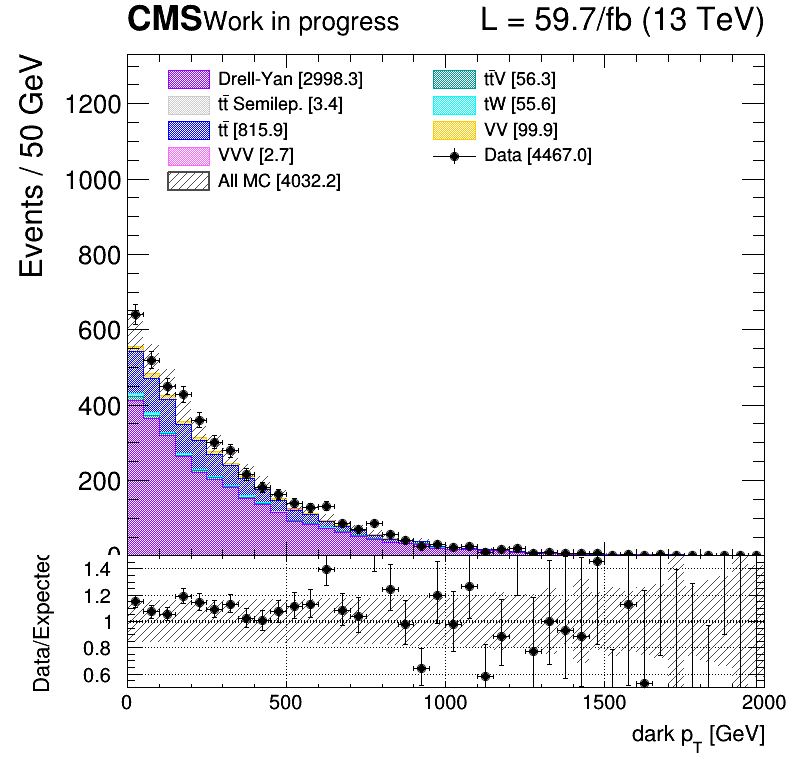 CMS Work in progress L = 59.7/fb (13 TeV)
Events / 50 GeV
1200
1000
800
600
400
200
0
Drell-Yan [2998.3]
tt̄ Semilep. [3.4]
tt̄ [815.9]
VVV [2.7]
All MC [4032.2]
tt̄V [56.3]
tW [55.6]
VV [99.9]
Data [4467.0]
Data/Expected
1.4
1.2
1
0.8
0.6
0 500 1000 1500 2000
dark p_T [GeV]